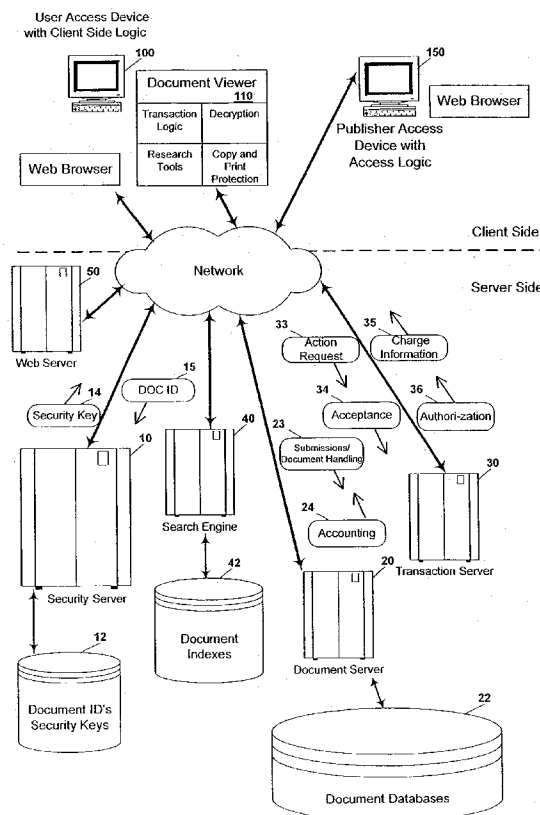 User Access Device
with Client Side Logic
100
Document Viewer
110
Transaction
Logic
Decryption
Research
Tools
Copy and
Print
Protection
Web Browser
150
Web Browser
Publisher Access
Device with
Access Logic
Client Side
Network
Server Side
50
Web Server
14
Security Key
15
DOC ID
10
Security Server
12
Document ID's
Security Keys
40
Search Engine
42
Document
Indexes
33
Action
Request
35
Charge
Information
34
Acceptance
36
Authori-zation
23
Submissions/
Document Handling
24
Accounting
30
Transaction Server
20
Document Server
22
Document Databases